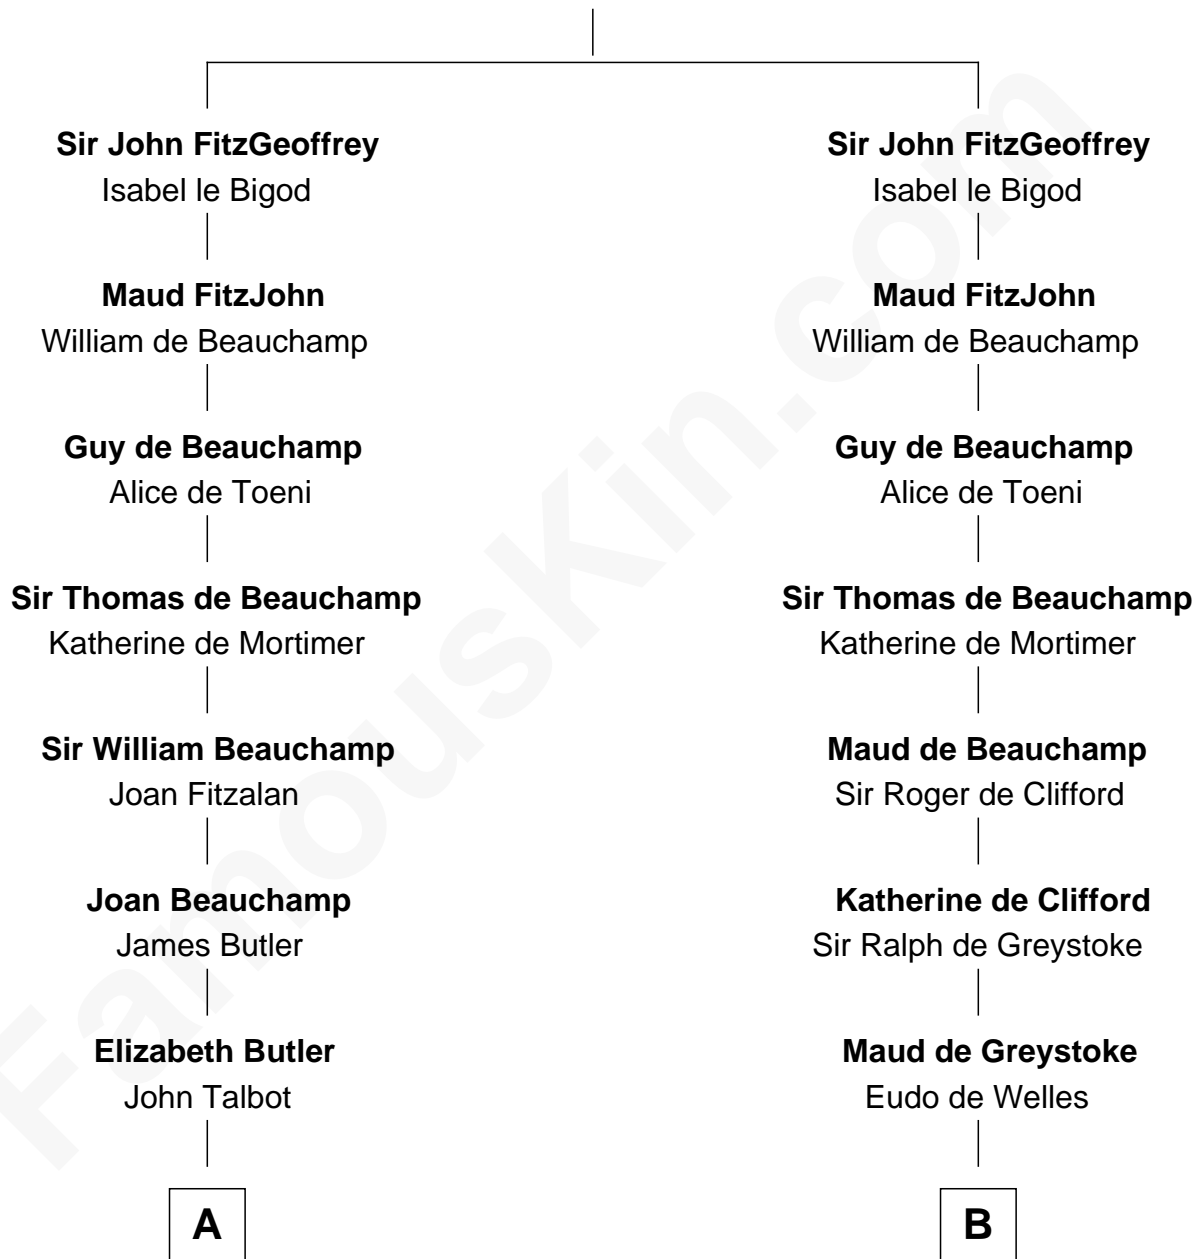 Sir John FitzGeoffrey
Isabel le Bigod
Maud FitzJohn
William de Beauchamp
Guy de Beauchamp
Alice de Toeni
Sir Thomas de Beauchamp
Katherine de Mortimer
Sir William Beauchamp
Joan Fitzalan
Joan Beauchamp
James Butler
Elizabeth Butler
John Talbot
A
Sir John FitzGeoffrey
Isabel le Bigod
Maud FitzJohn
William de Beauchamp
Guy de Beauchamp
Alice de Toeni
Sir Thomas de Beauchamp
Katherine de Mortimer
Maud de Beauchamp
Sir Roger de Clifford
Katherine de Clifford
Sir Ralph de Greystoke
Maud de Greystoke
Eudo de Welles
B
FamousKin.com